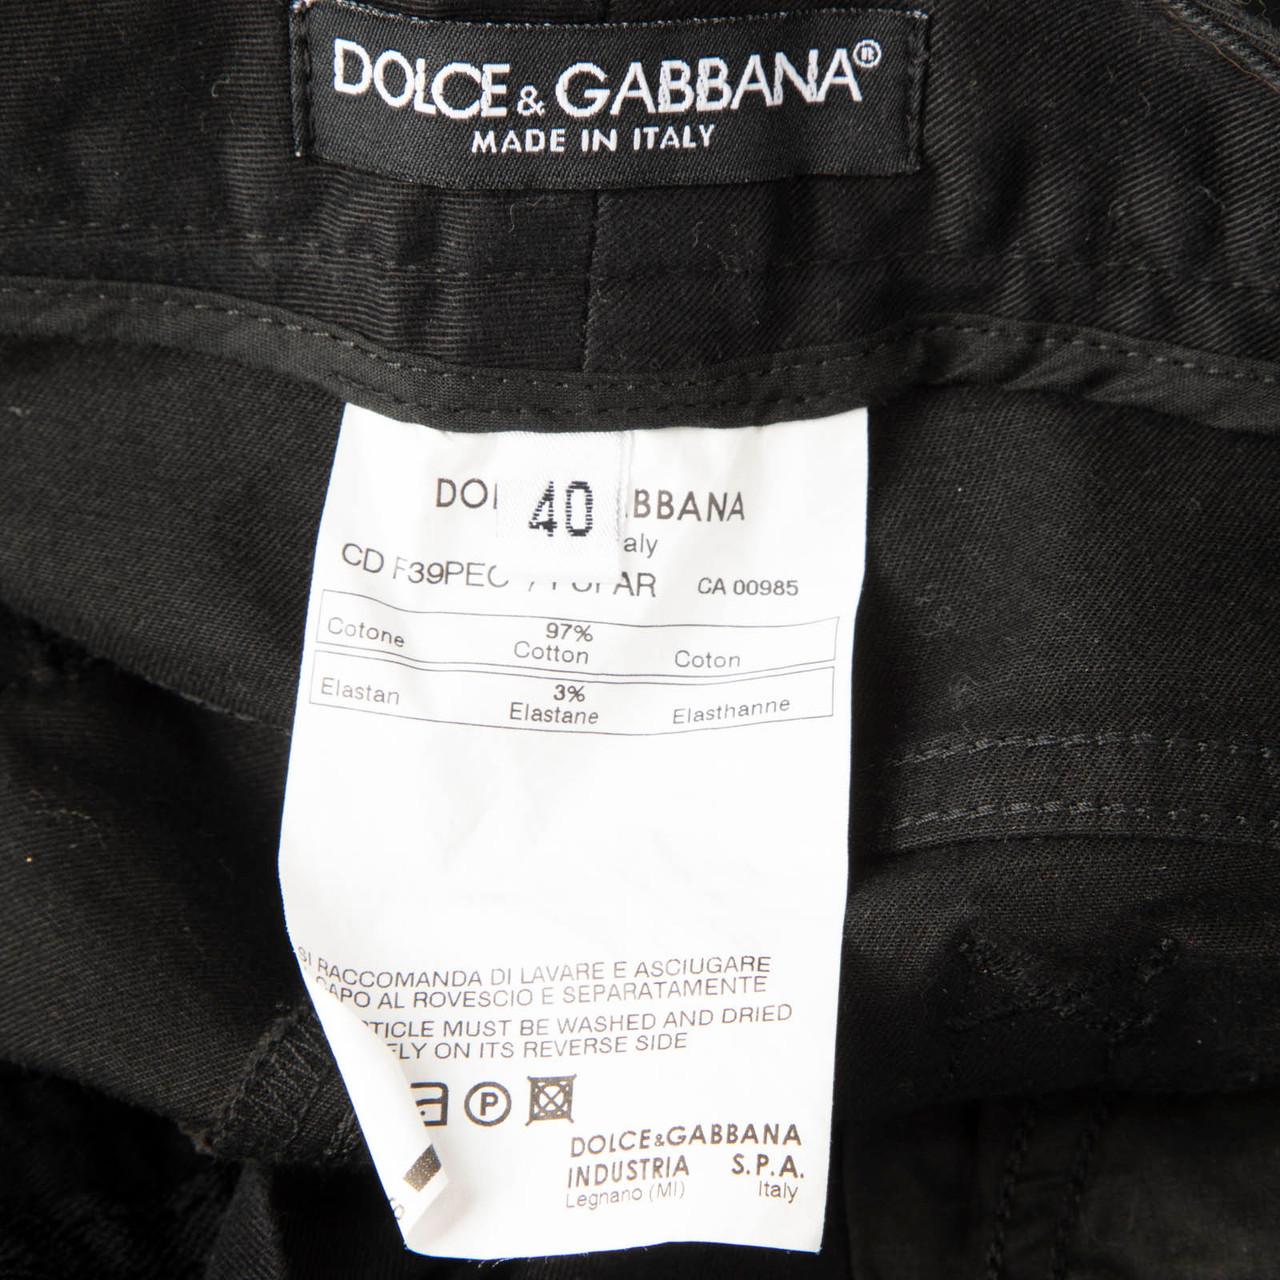 DOLCE & GABBANA®
MADE IN ITALY
40
BBANA
aly
CD F39PEC AR CA 00985
97%
Cotone Cotton Coton
3%
Elastan Elastane Elasthanne
SI RACCOMANDA DI LAVARE E ASCIUGARE
CAPO AL ROVESCIO E SEPARATAMENTE
TICLE MUST BE WASHED AND DRIED
ELY ON ITS REVERSE SIDE
P
DOLCE&GABBANA
INDUSTRIA S.P.A.
Legnano (MI) Italy